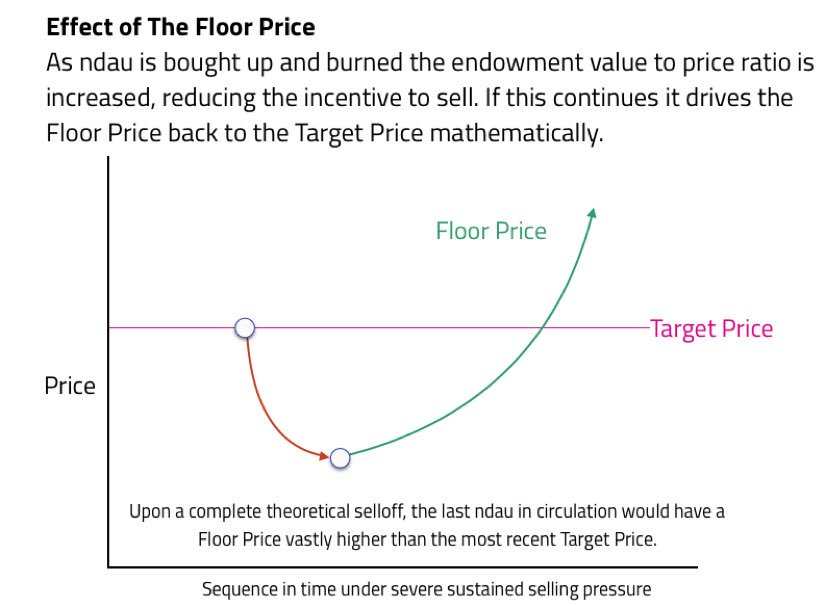 Effect of The Floor Price
As ndau is bought up and burned the endowment value to price ratio is
increased, reducing the incentive to sell. If this continues it drives the
Floor Price back to the Target Price mathematically.
Floor Price
Target Price
Price
Upon a complete theoretical selloff, the last ndau in circulation would have a
Floor Price vastly higher than the most recent Target Price.
Sequence in time under severe sustained selling pressure